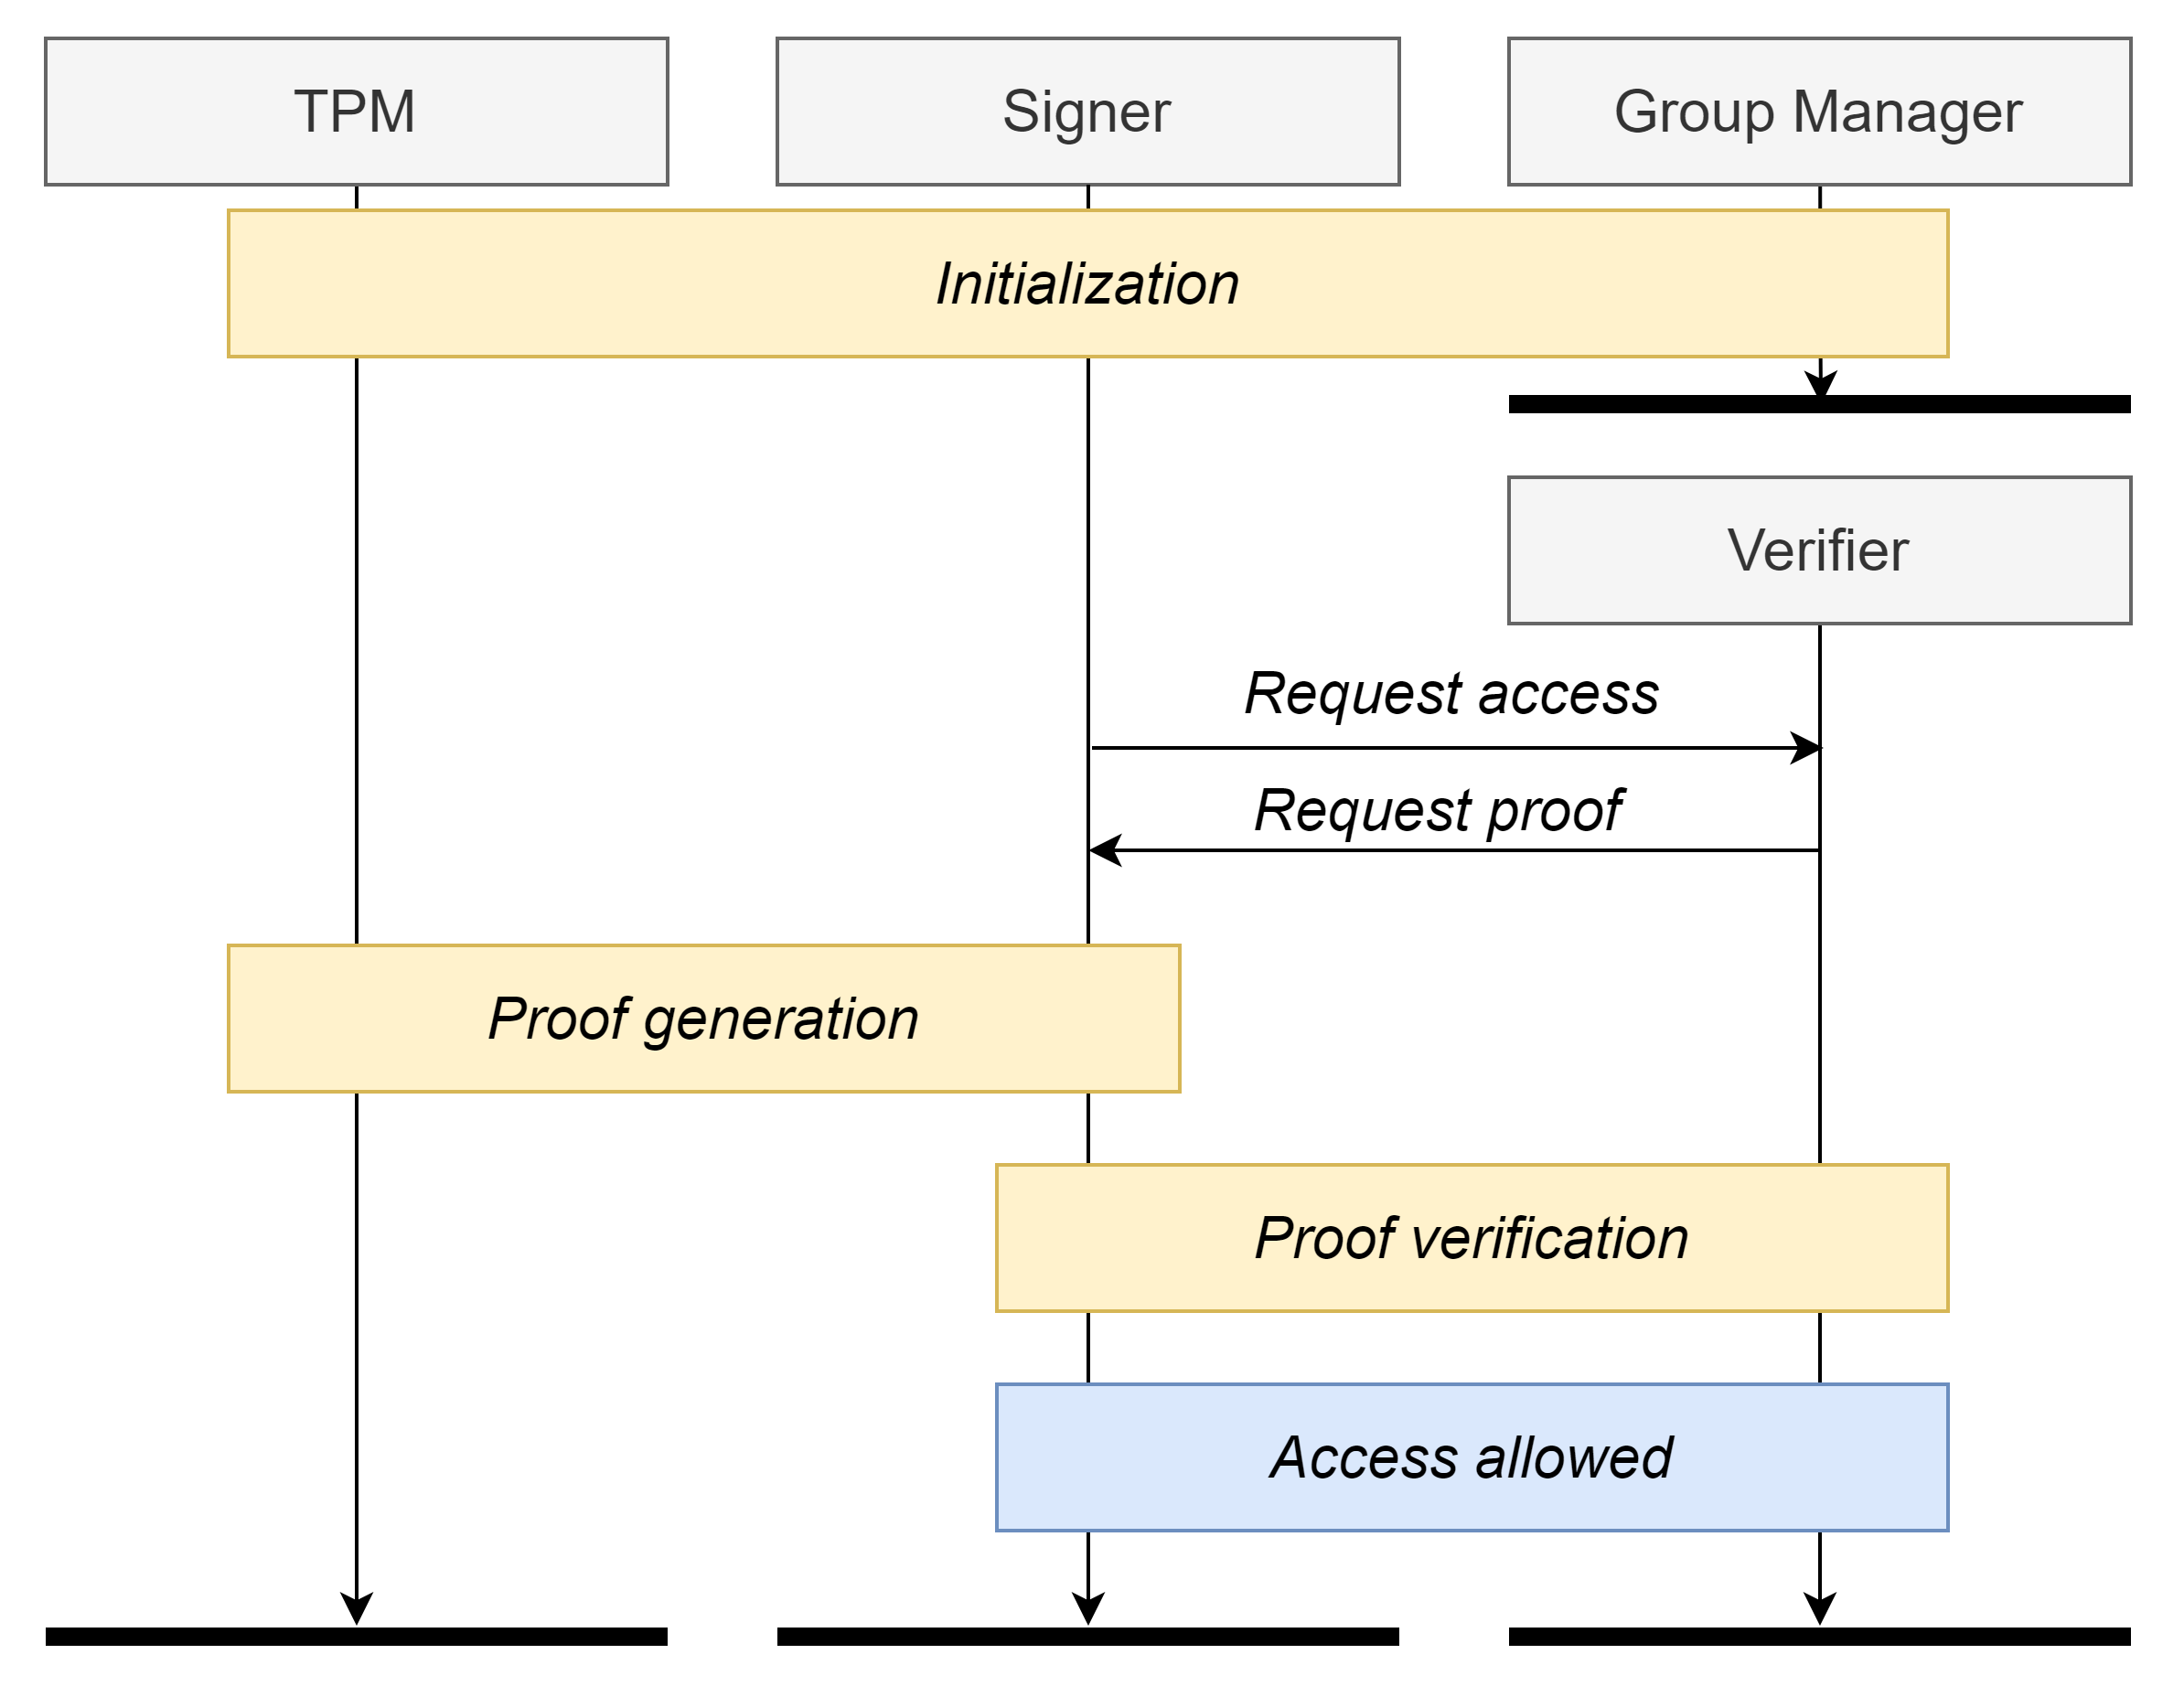 TPM
Signer
Group Manager
Initialization
Verifier
Request access
Request proof
Proof generation
Proof verification
Access allowed